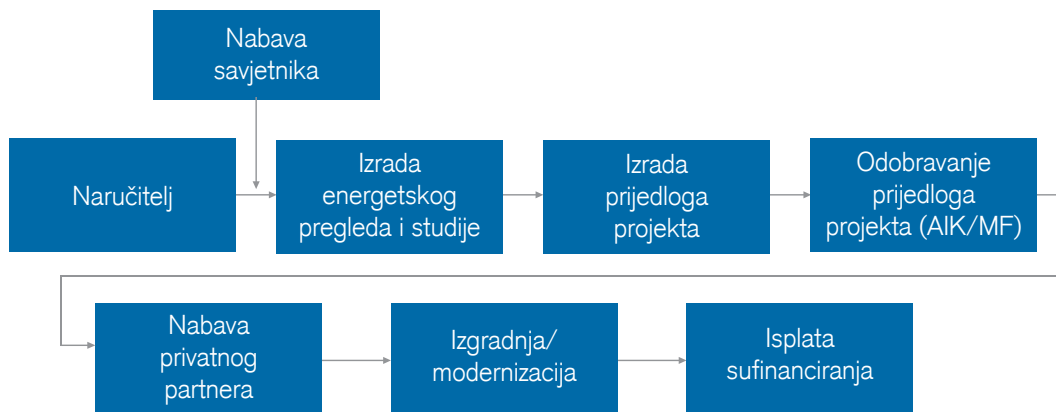 Nabava
savjetnika
Naručitelj
Izrada
energetskog
pregleda i studije
Izrada
prijedloga
projekta
Odobravanje
prijedloga
projekta (AIK/MF)
Nabava
privatnog
partnera
Izgradnja/
modernizacija
Isplata
sufinanciranja